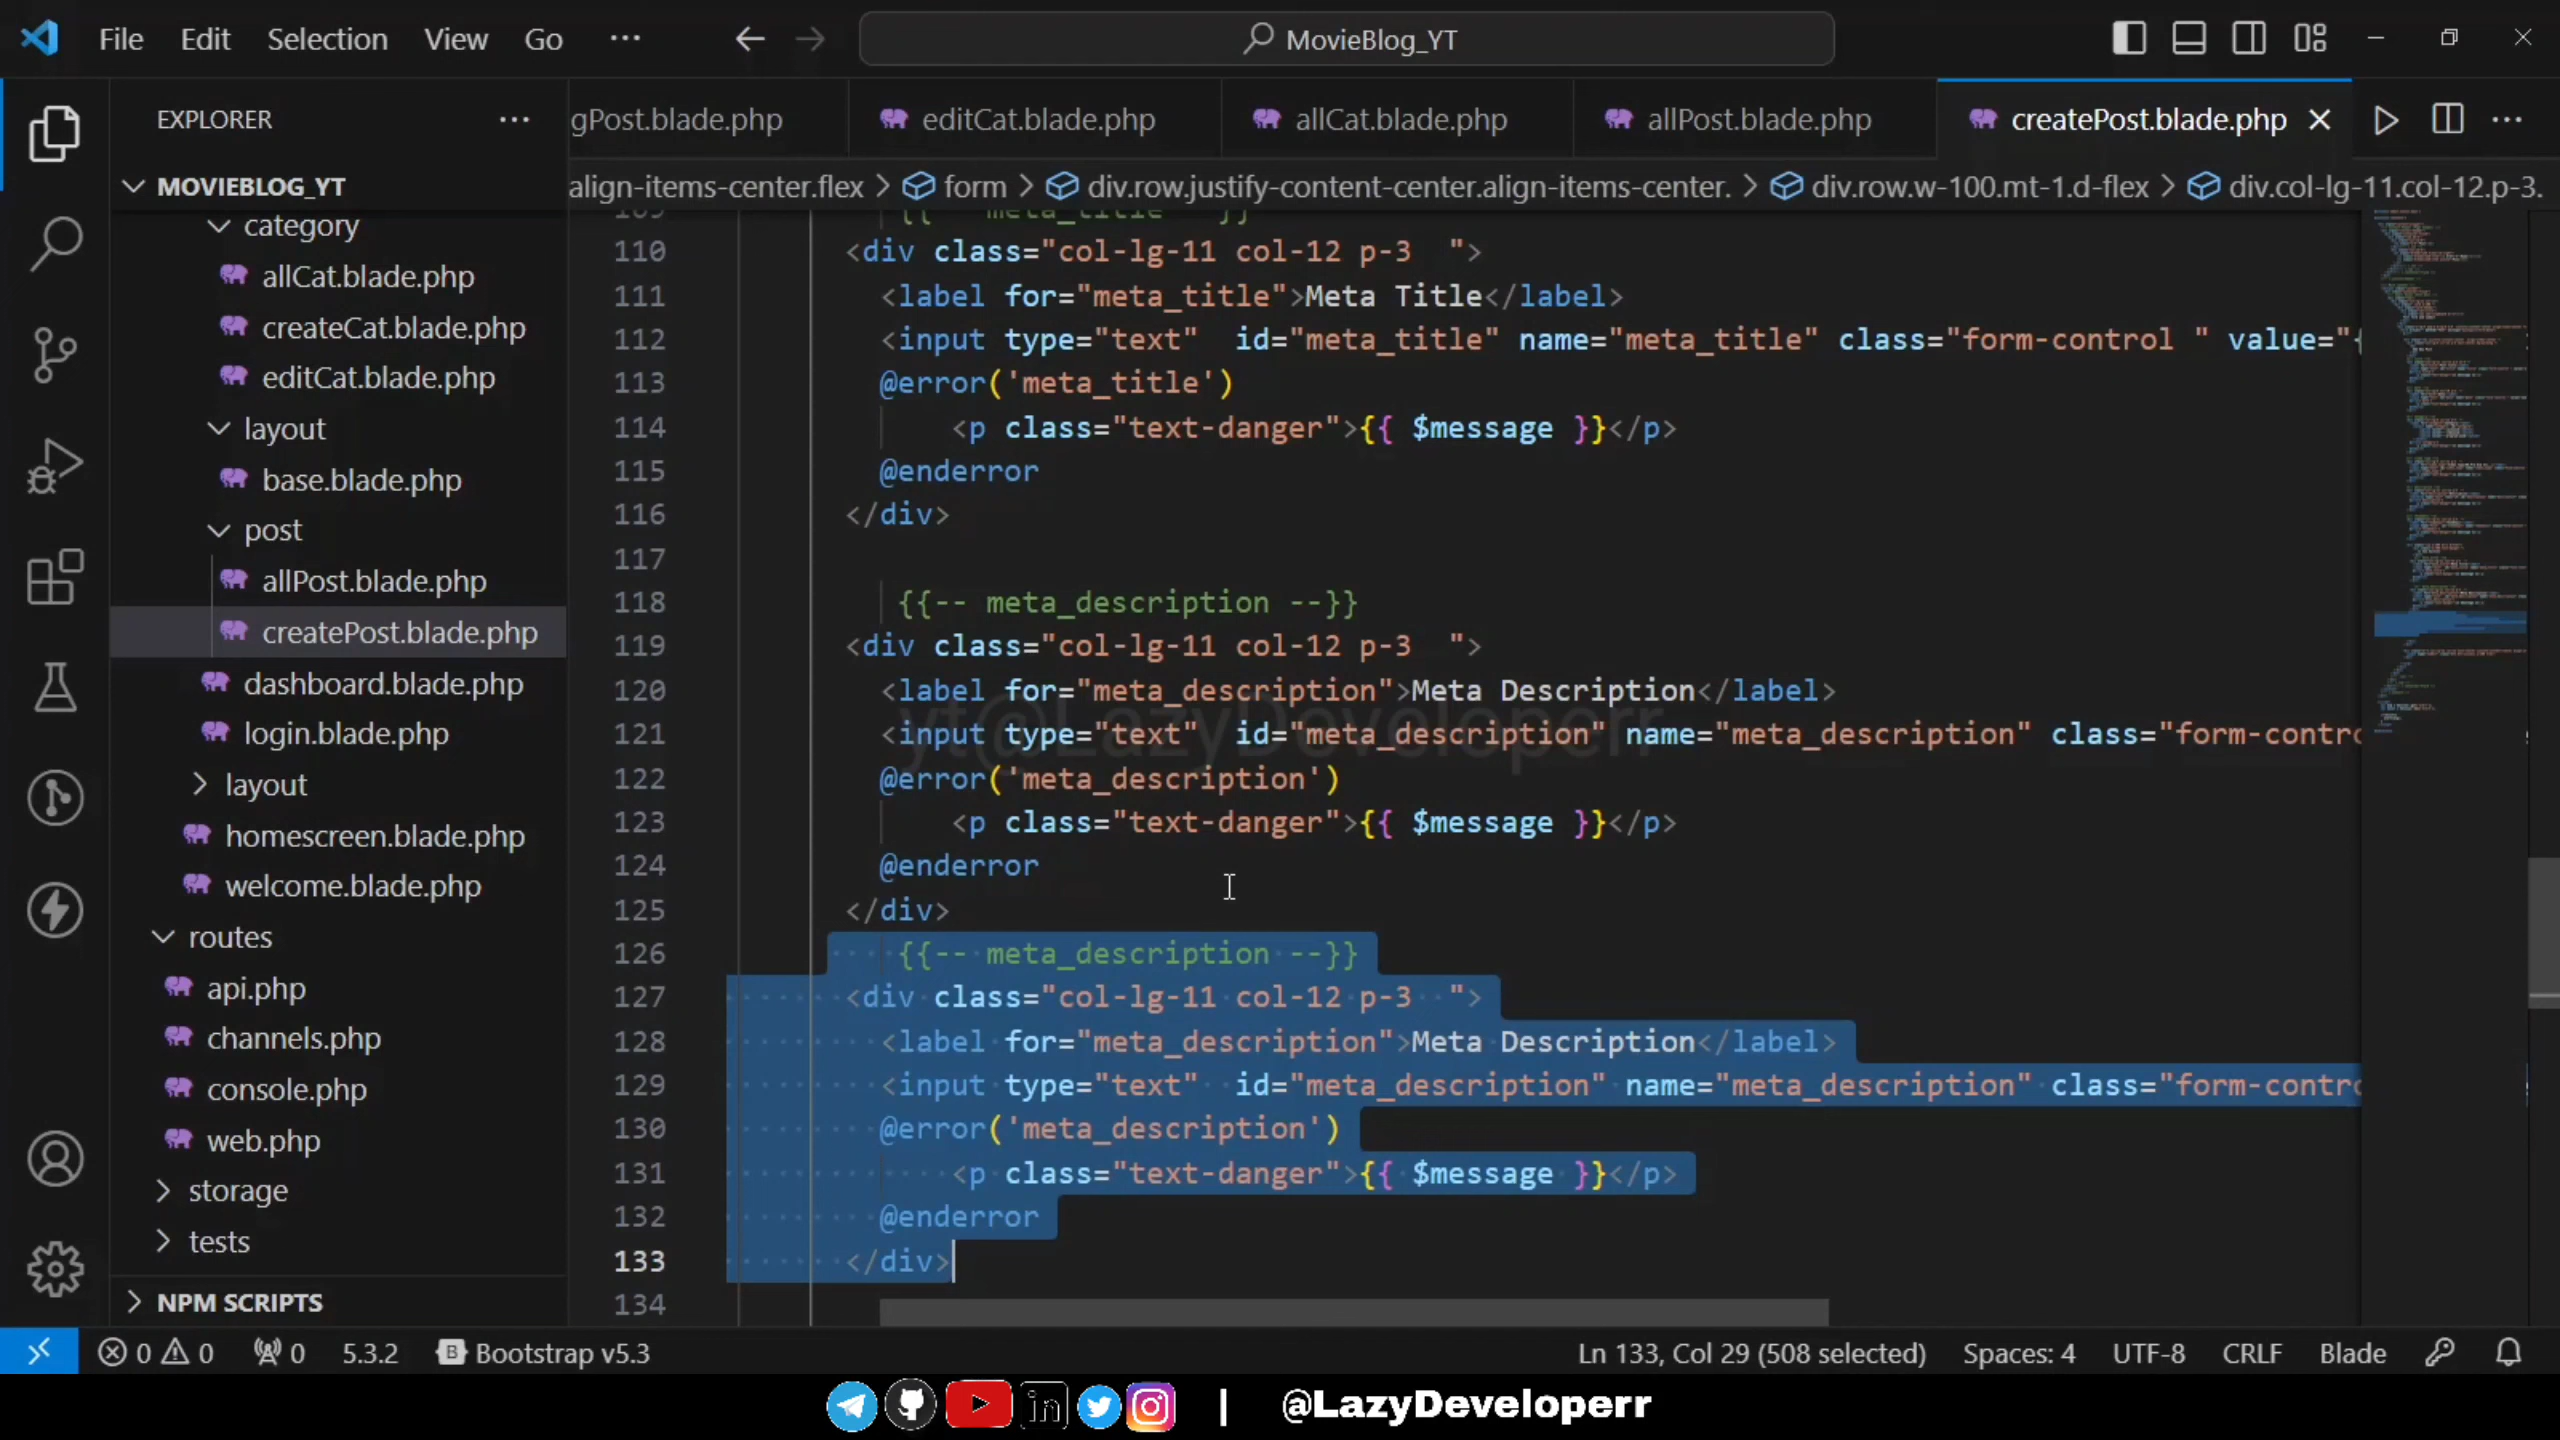 File Edit Selection View Go ··· MovieBlog_YT
EXPLORER ···
MOVIEBLOG_YT
category
allCat.blade.php
createCat.blade.php
editCat.blade.php
layout
base.blade.php
post
allPost.blade.php
createPost.blade.php
dashboard.blade.php
login.blade.php
layout
homescreen.blade.php
welcome.blade.php
routes
api.php
channels.php
console.php
web.php
storage
tests
NPM SCRIPTS
gPost.blade.php editCat.blade.php allCat.blade.php allPost.blade.php createPost.blade.php
align-items-center.flex > form > div.row.justify-content-center.align-items-center. > div.row.w-100.mt-1.d-flex > div.col-lg-11.col-12.p-3.
109 {{-- meta_title --}}
110 <div class="col-lg-11 col-12 p-3  ">
111 <label for="meta_title">Meta Title</label>
112 <input type="text"  id="meta_title" name="meta_title" class="form-control " value="{
113 @error('meta_title')
114 <p class="text-danger">{{ $message }}</p>
115 @enderror
116 </div>
117
118 {{-- meta_description --}}
119 <div class="col-lg-11 col-12 p-3  ">
120 <label for="meta_description">Meta Description</label>
121 <input type="text"  id="meta_description" name="meta_description" class="form-contro
122 @error('meta_description')
123 <p class="text-danger">{{ $message }}</p>
124 @enderror
125 </div>
126 {{-- meta_description --}}
127 <div class="col-lg-11 col-12 p-3  ">
128 <label for="meta_description">Meta Description</label>
129 <input type="text"  id="meta_description" name="meta_description" class="form-contro
130 @error('meta_description')
131 <p class="text-danger">{{ $message }}</p>
132 @enderror
133 </div>
134
yt@LazyDeveloperr
0 0 0 5.3.2 Bootstrap v5.3 Ln 133, Col 29 (508 selected) Spaces: 4 UTF-8 CRLF Blade
| @LazyDeveloperr